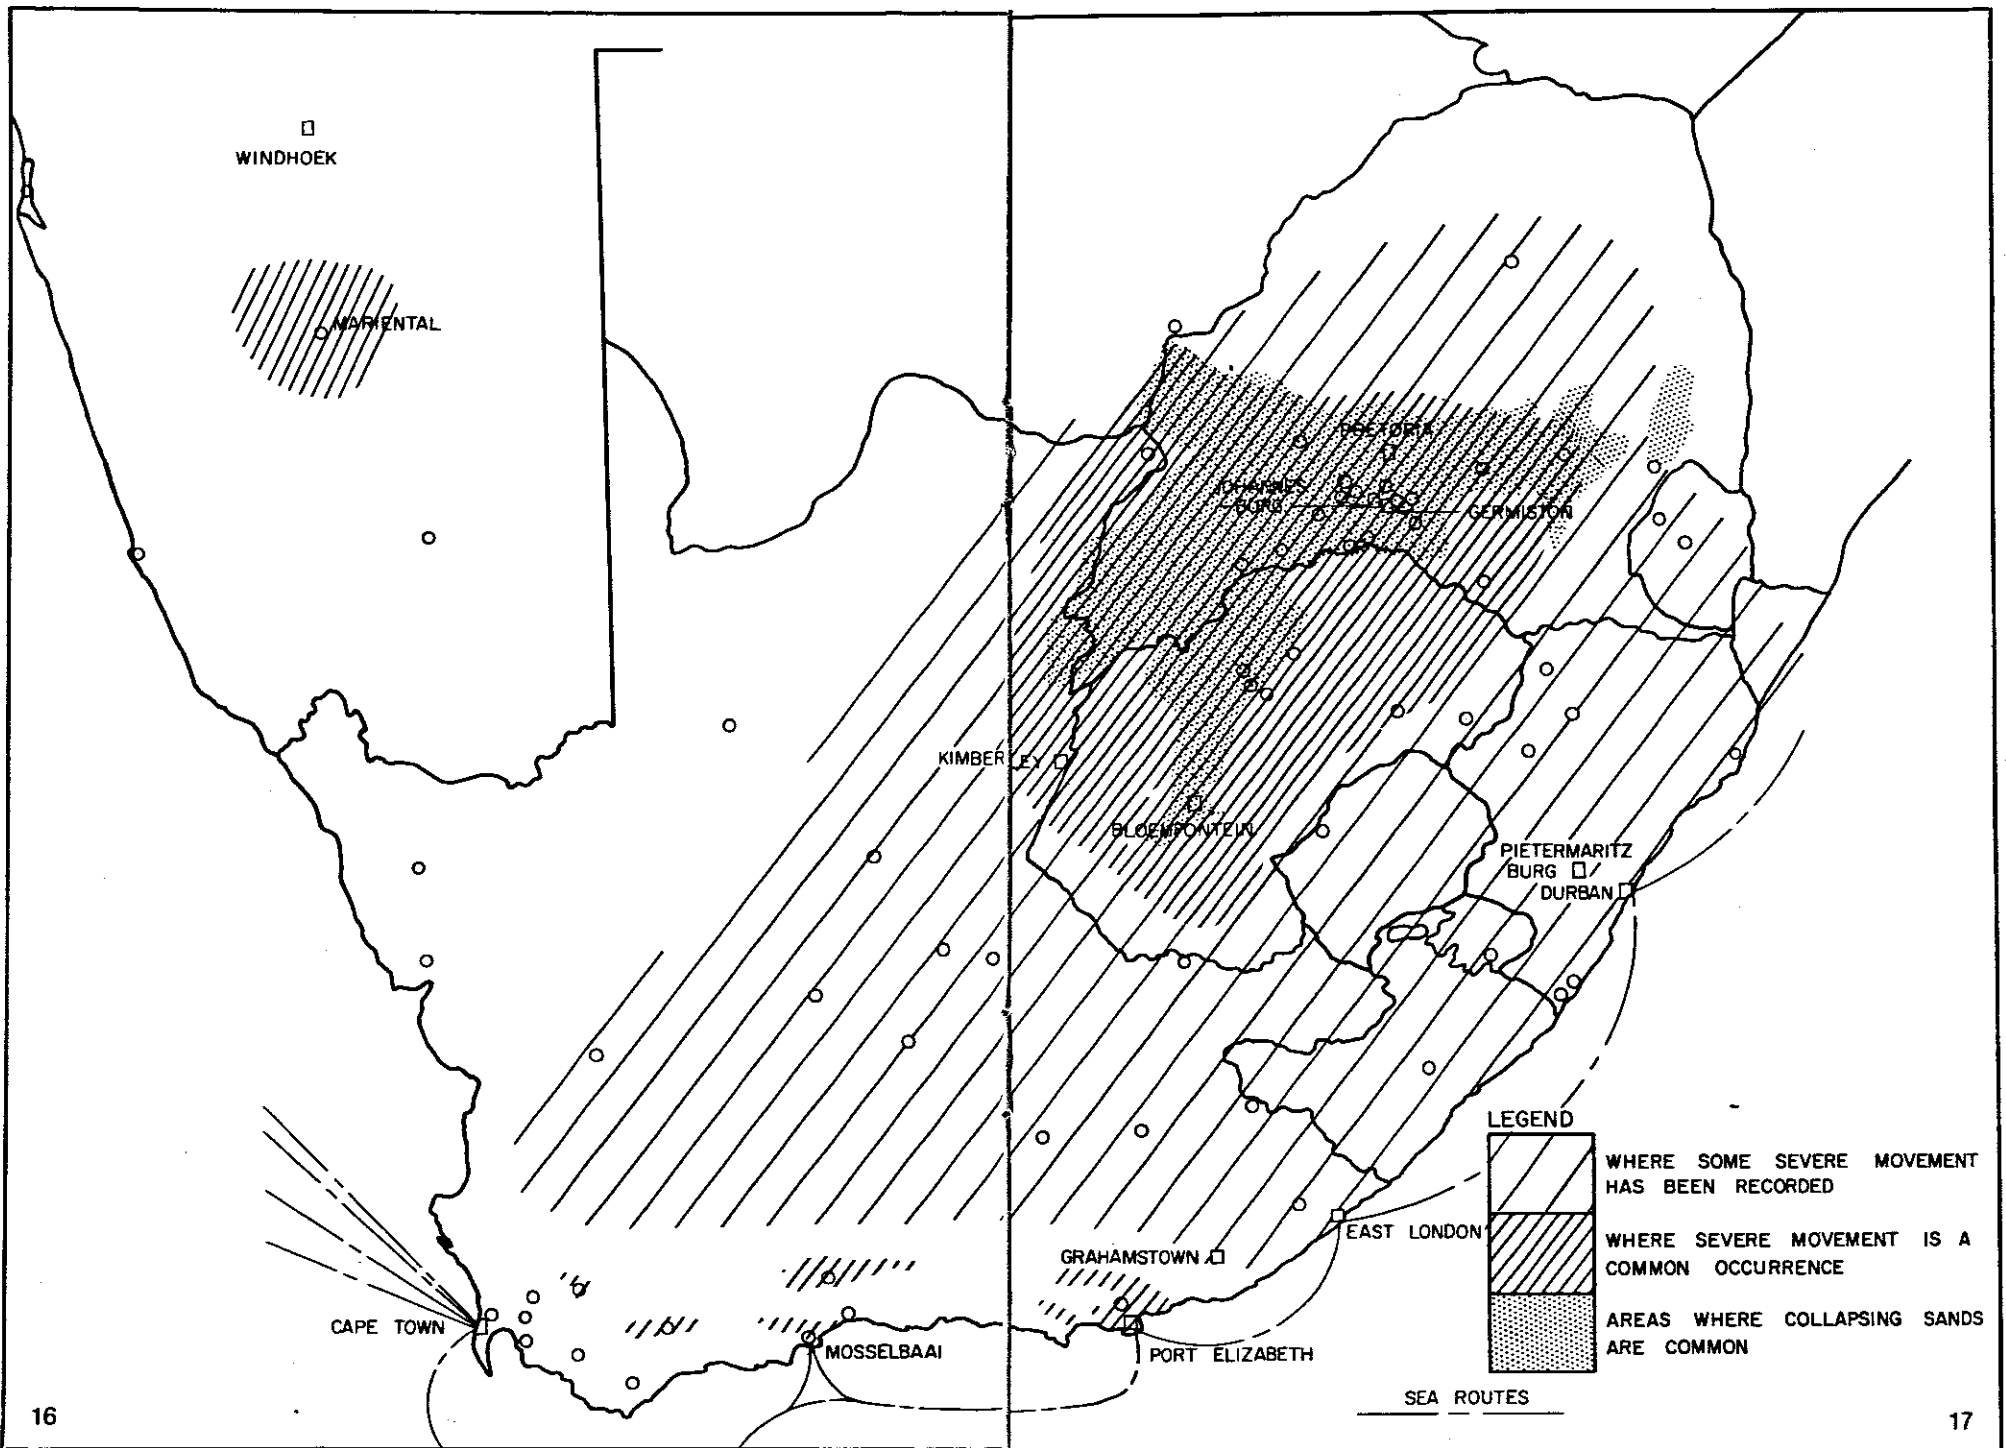 WINDHOEK
MARIENTAL
PRETORIA
JOHANNES-
BURG
GERMISTON
KIMBERLEY
BLOEMFONTEIN
PIETERMARITZ
BURG
DURBAN
LEGEND
WHERE SOME SEVERE MOVEMENT
HAS BEEN RECORDED
WHERE SEVERE MOVEMENT IS A
COMMON OCCURRENCE
AREAS WHERE COLLAPSING SANDS
ARE COMMON
EAST LONDON
GRAHAMSTOWN
CAPE TOWN
MOSSELBAAI
PORT ELIZABETH
SEA ROUTES
16
17